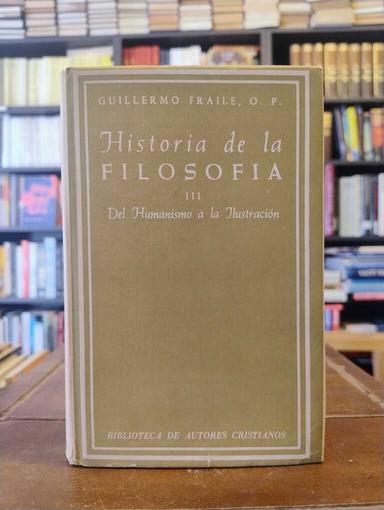 GUILLERMO FRAILE, O. P.
Historia de la
FILOSOFIA
III
Del Humanismo a la Ilustración
BIBLIOTECA DE AUTORES CRISTIANOS